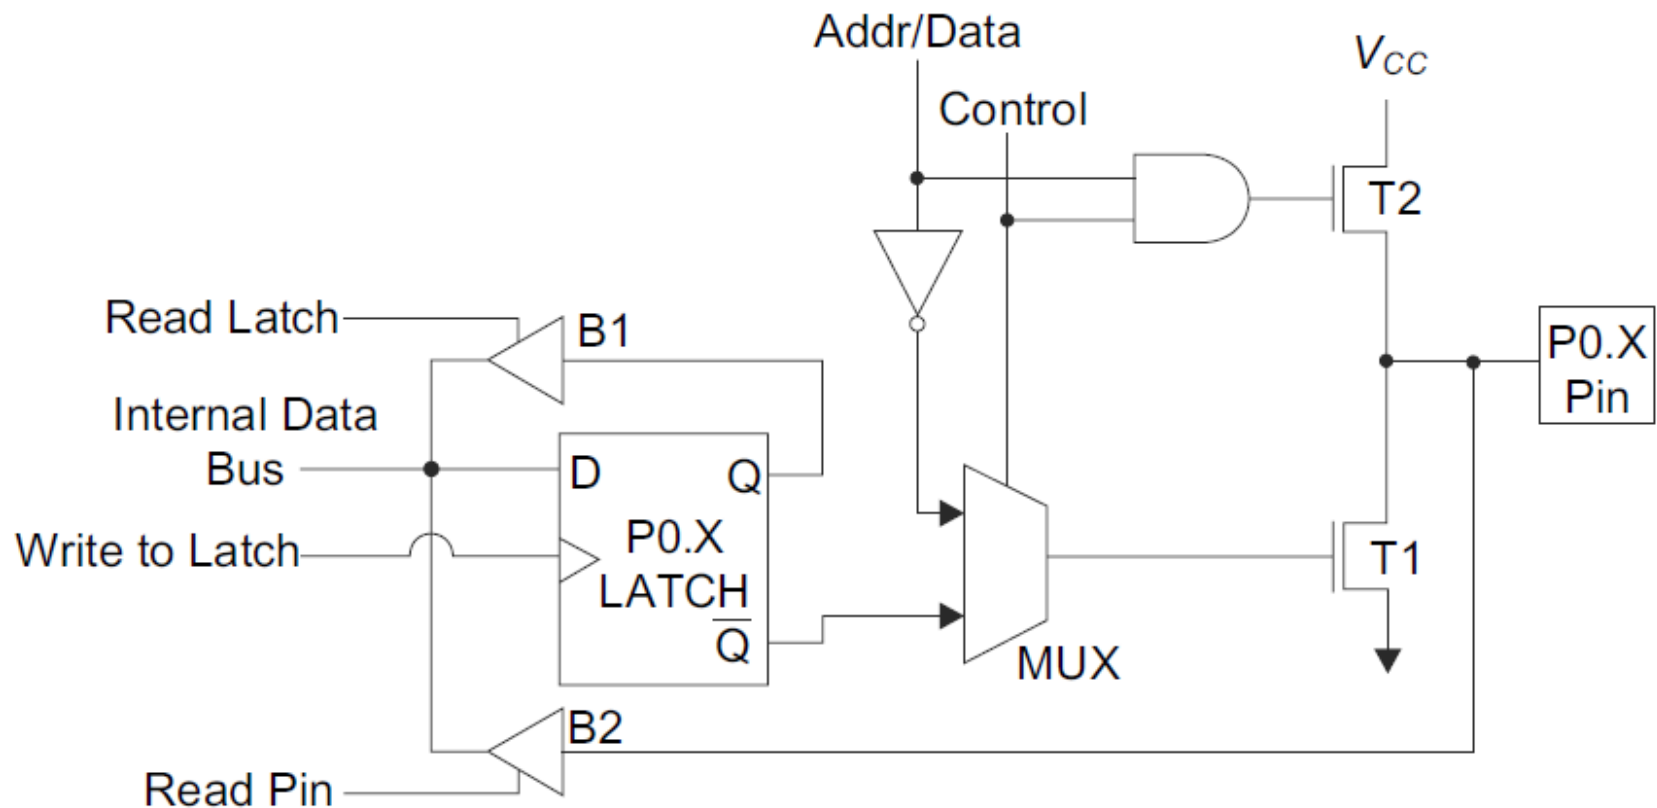 Addr/Data
V_CC
Control
T2
Read Latch
B1
P0.X
Pin
Internal Data
Bus
D
Q
P0.X
LATCH
Q̅
Write to Latch
T1
MUX
B2
Read Pin